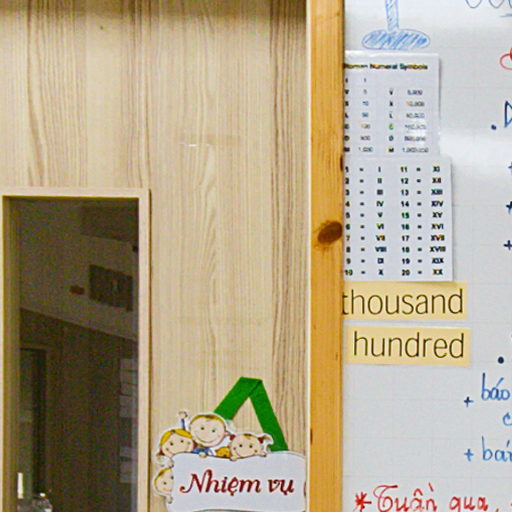 Roman Numeral Symbols
I 1
V 5 V 5,000
X 10 X 10,000
L 50 L 50,000
C 100 C 100,000
D 500 D 500,000
M 1,000 M 1,000,000
1 = I 11 = XI
2 = II 12 = XII
3 = III 13 = XIII
4 = IV 14 = XIV
5 = V 15 = XV
6 = VI 16 = XVI
7 = VII 17 = XVII
8 = VIII 18 = XVIII
9 = IX 19 = XIX
10 = X 20 = XX
thousand
hundred
+ báo
+ bá
Nhiệm vụ
* Tuần qua,